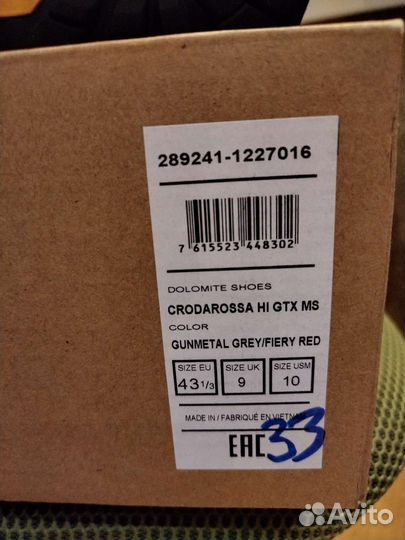 289241-1227016
7 615523 448302
DOLOMITE SHOES
CRODAROSSA HI GTX MS
COLOR
GUNMETAL GREY/FIERY RED
SIZE EU SIZE UK SIZE USM
43 1/3 9 10
MADE IN / FABRIQUÉ EN VIETNAM
EAC 33
Avito